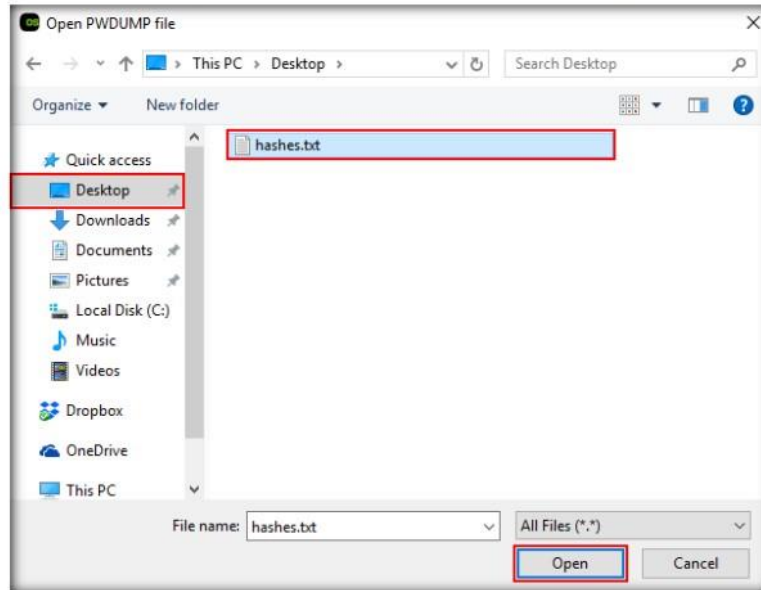 OS Open PWDUMP file
This PC > Desktop >
Search Desktop
Organize
New folder
?
hashes.txt
Quick access
Desktop
Downloads
Documents
Pictures
Local Disk (C:)
Music
Videos
Dropbox
OneDrive
This PC
File name: hashes.txt
All Files (*.*)
Open
Cancel